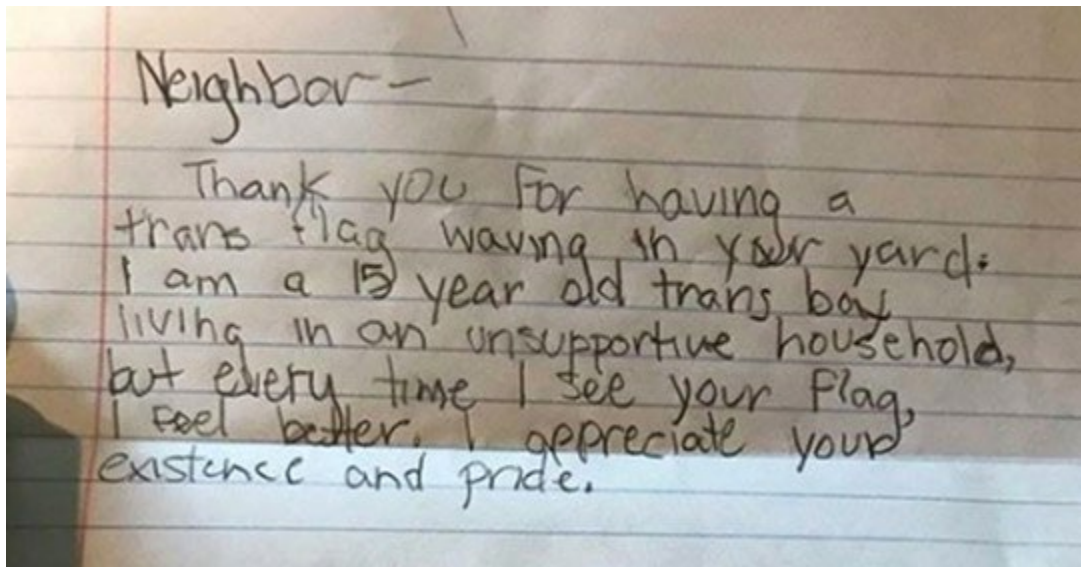 Neighbor-
Thank you for having a
trans flag waving in your yard.
I am a 15 year old trans boy
living in an unsupportive household,
but every time I see your flag,
I feel better. I appreciate your
existence and pride.